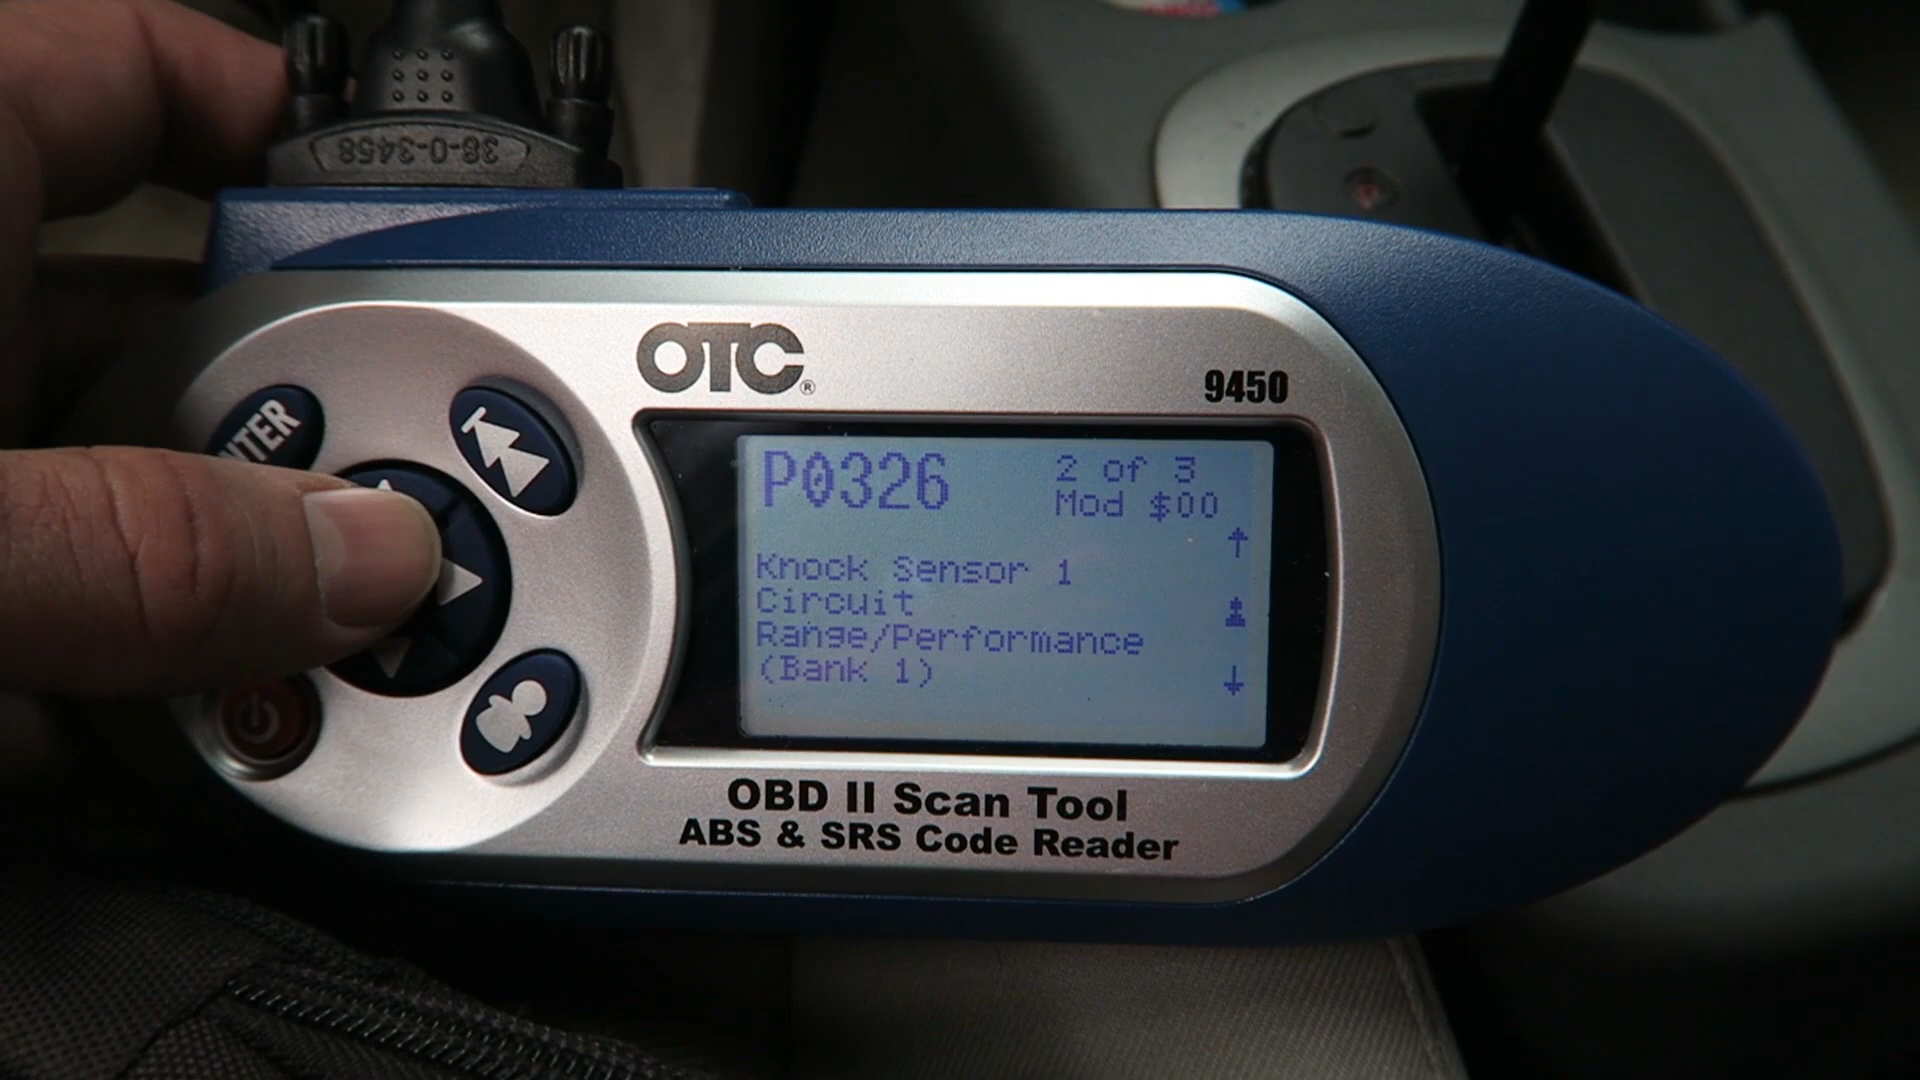 38-0-3458
OTC®
9450
P0326
2 of 3
Mod $00
Knock Sensor 1
Circuit
Range/Performance
(Bank 1)
OBD II Scan Tool
ABS & SRS Code Reader